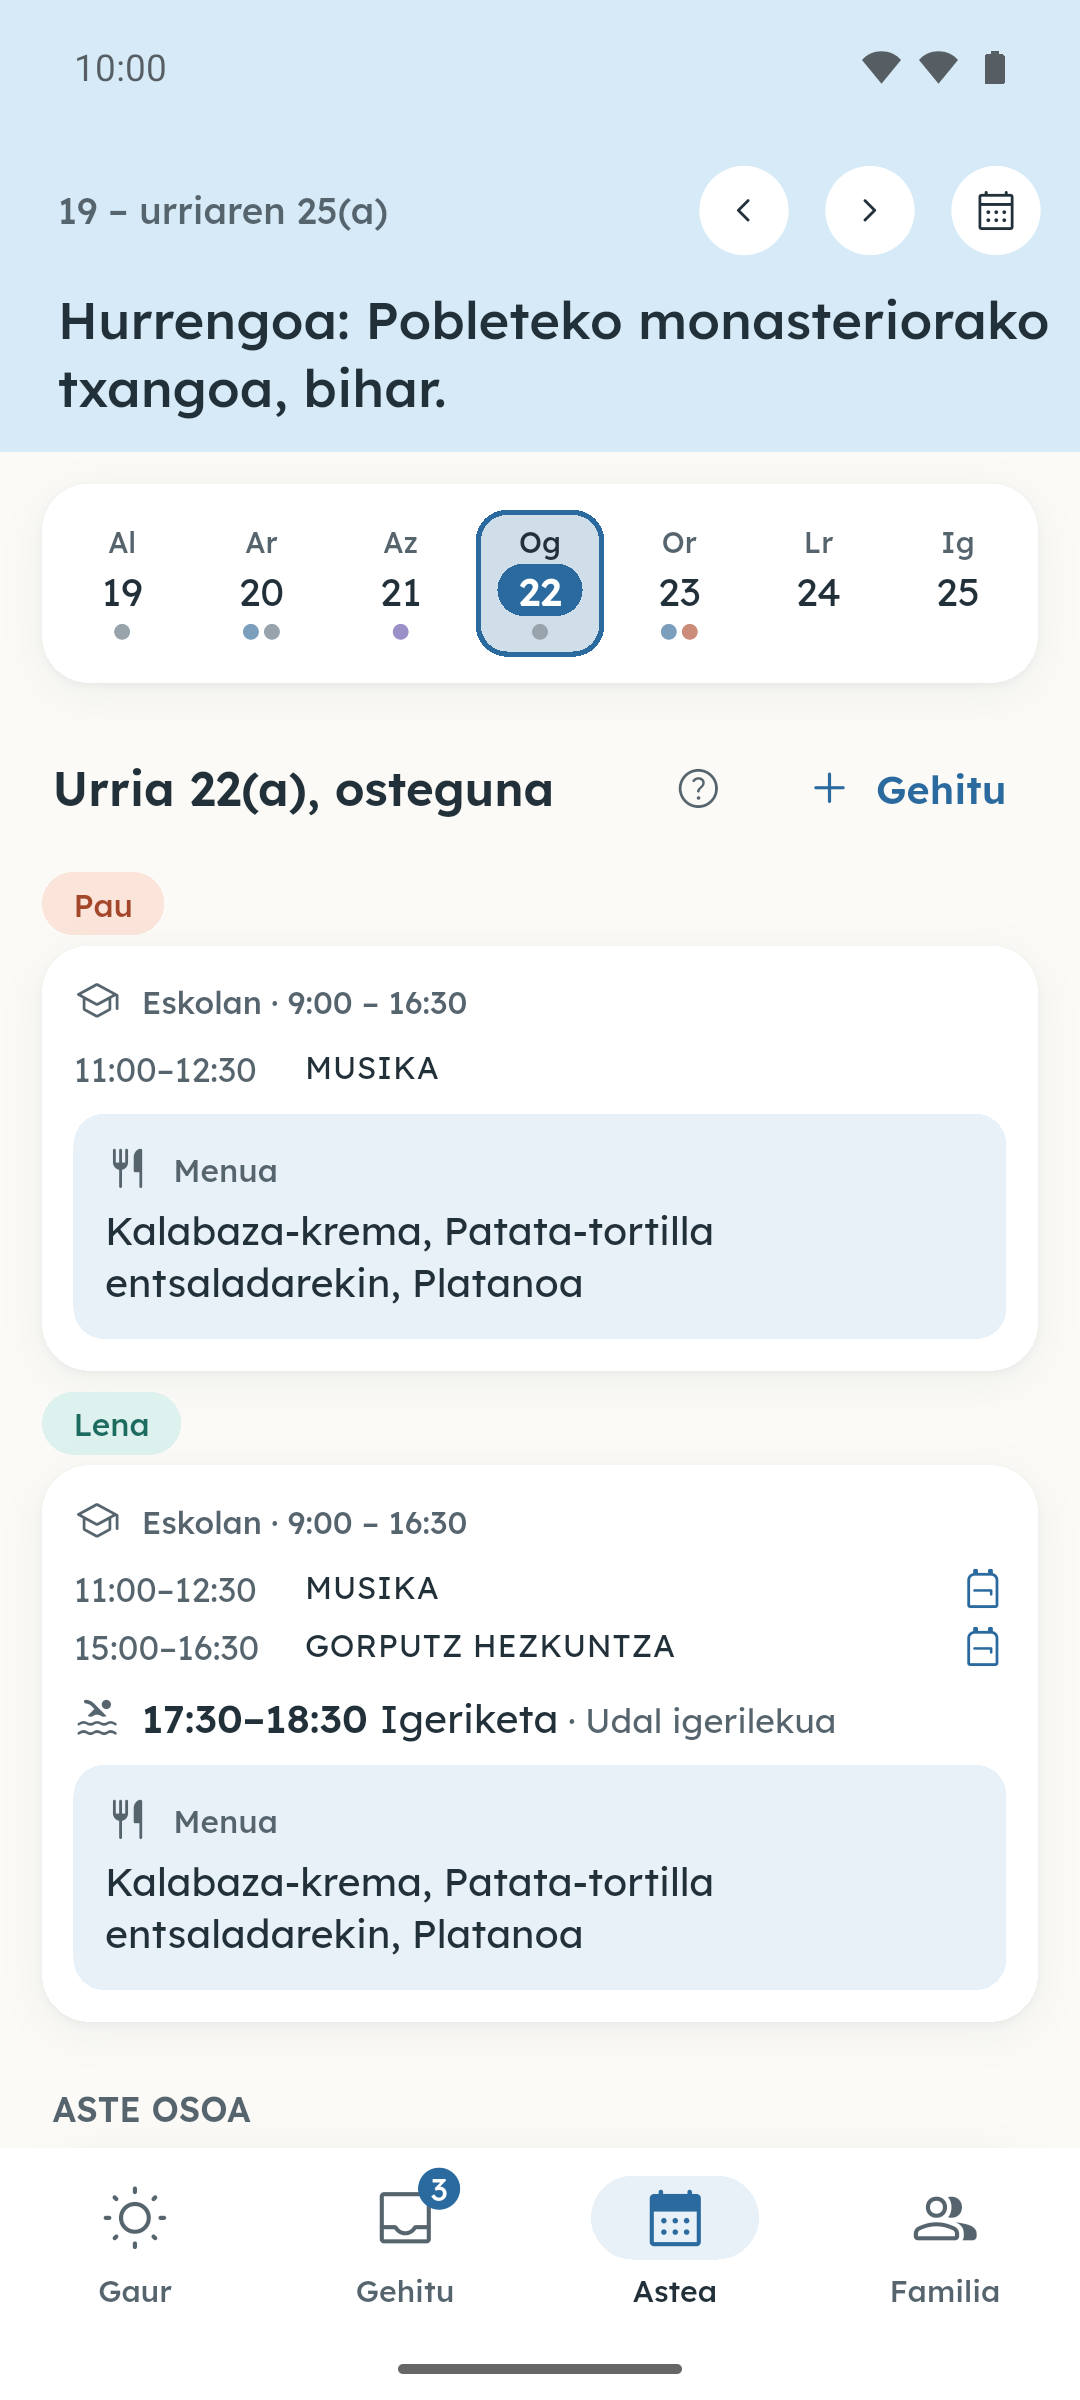 10:00
19 – urriaren 25(a)
Hurrengoa: Pobleteko monasteriorako
txangoa, bihar.
Al Ar Az Og Or Lr Ig
19 20 21 22 23 24 25
Urria 22(a), osteguna
Gehitu
Pau
Eskolan · 9:00 – 16:30
11:00–12:30 MUSIKA
Menua
Kalabaza-krema, Patata-tortilla
entsaladarekin, Platanoa
Lena
Eskolan · 9:00 – 16:30
11:00–12:30 MUSIKA
15:00–16:30 GORPUTZ HEZKUNTZA
17:30–18:30 Igeriketa · Udal igerilekua
Menua
Kalabaza-krema, Patata-tortilla
entsaladarekin, Platanoa
ASTE OSOA
3
Gaur Gehitu Astea Familia